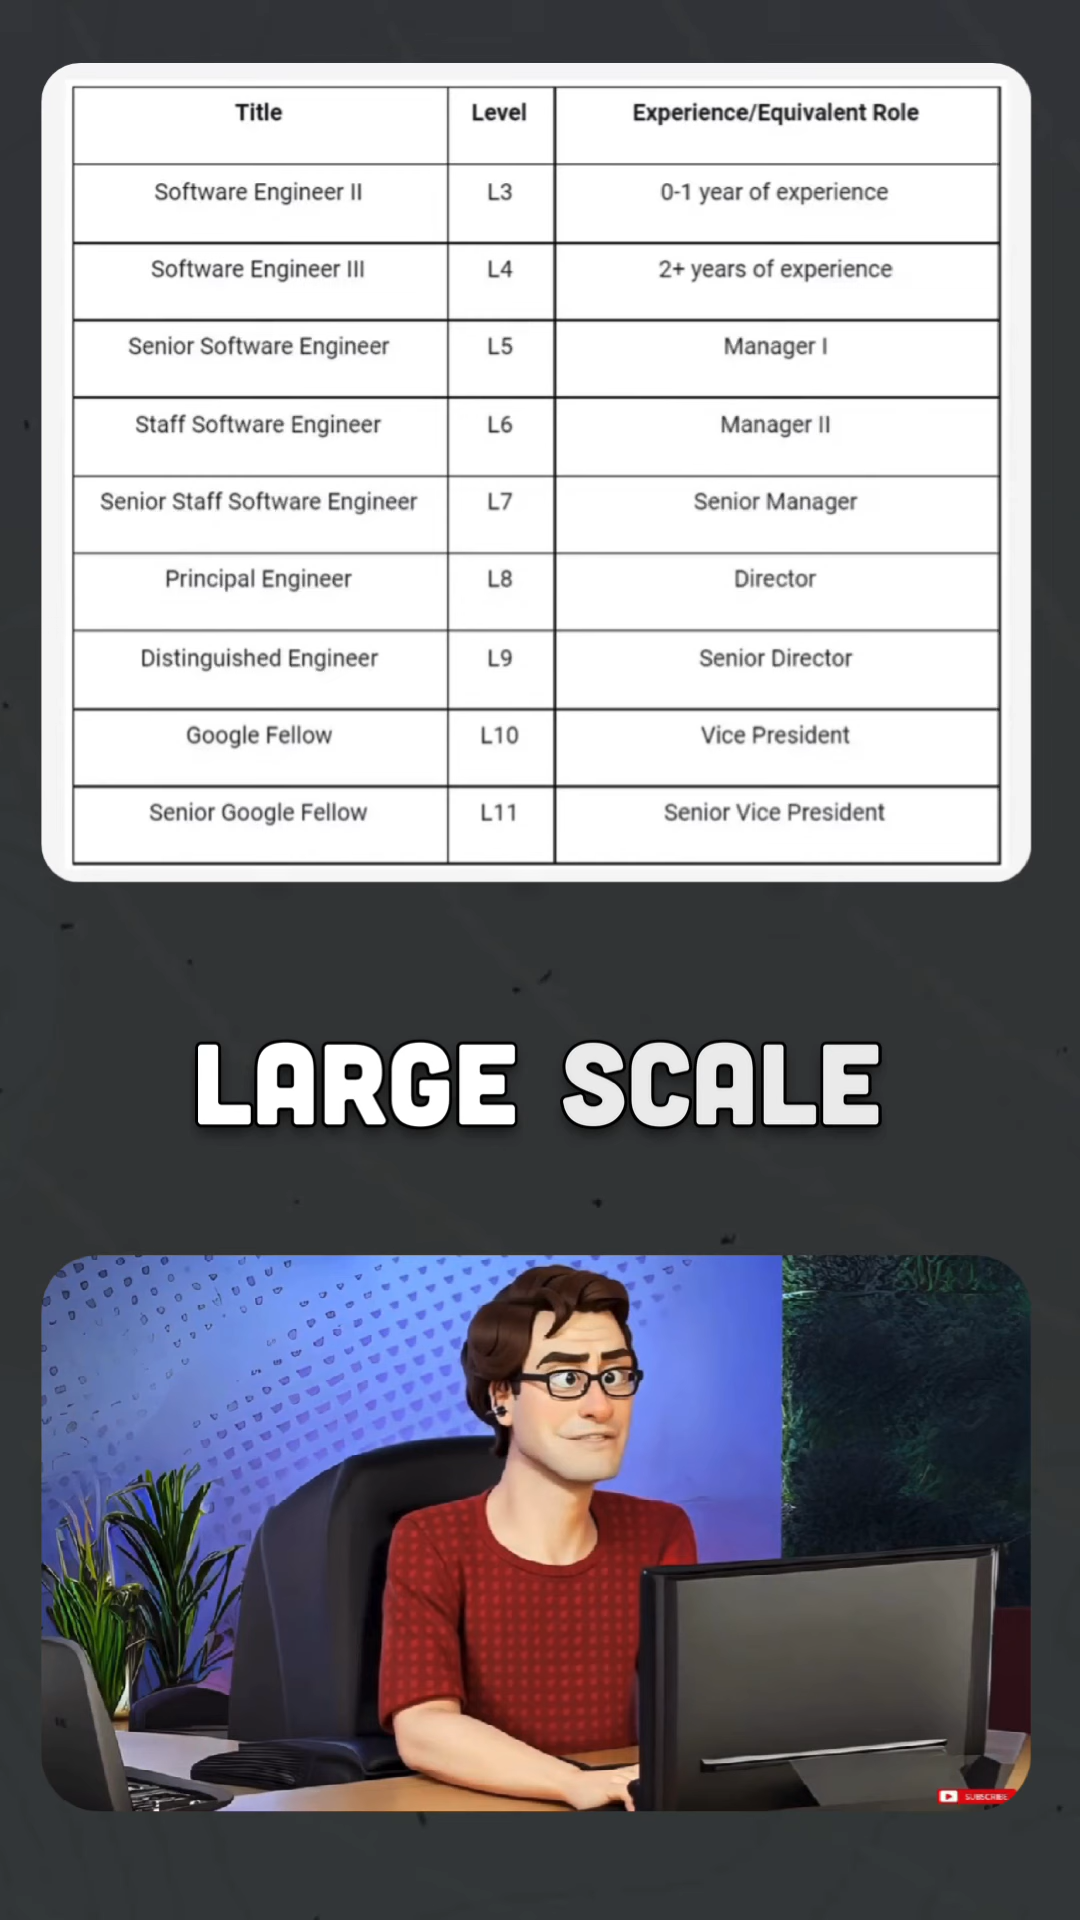 Title Level Experience/Equivalent Role
Software Engineer II L3 0-1 year of experience
Software Engineer III L4 2+ years of experience
Senior Software Engineer L5 Manager I
Staff Software Engineer L6 Manager II
Senior Staff Software Engineer L7 Senior Manager
Principal Engineer L8 Director
Distinguished Engineer L9 Senior Director
Google Fellow L10 Vice President
Senior Google Fellow L11 Senior Vice President
LARGE SCALE
SUBSCRIBE